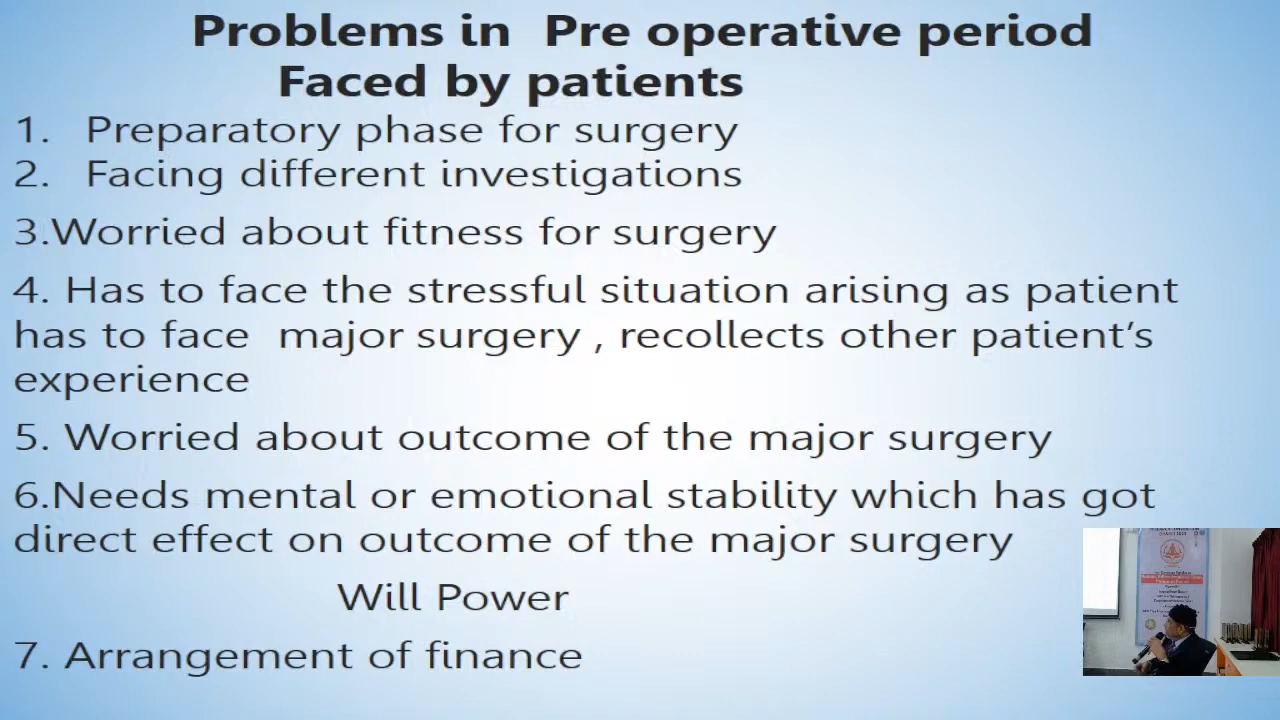 Problems in Pre operative period
Faced by patients
1. Preparatory phase for surgery
2. Facing different investigations
3.Worried about fitness for surgery
4. Has to face the stressful situation arising as patient
has to face major surgery , recollects other patient’s
experience
5. Worried about outcome of the major surgery
6.Needs mental or emotional stability which has got
direct effect on outcome of the major surgery
Will Power
7. Arrangement of finance